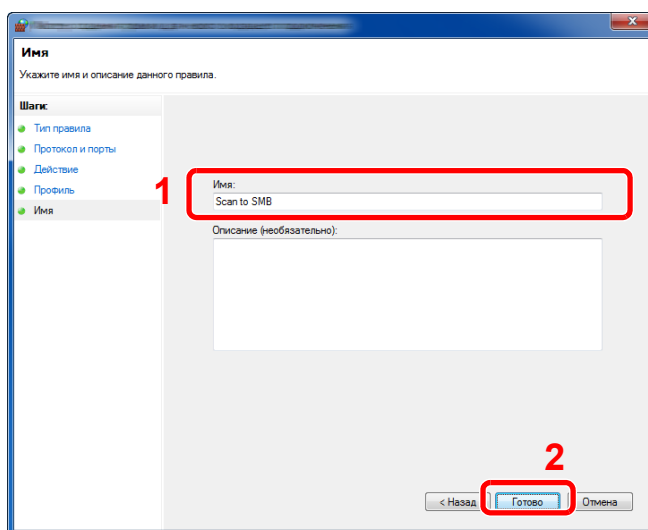 Имя
Укажите имя и описание данного правила.
Шаги:
Тип правила
Протокол и порты
Действие
Профиль
Имя
1
Имя:
Scan to SMB
Описание (необязательно):
2
< Назад
Готово
Отмена